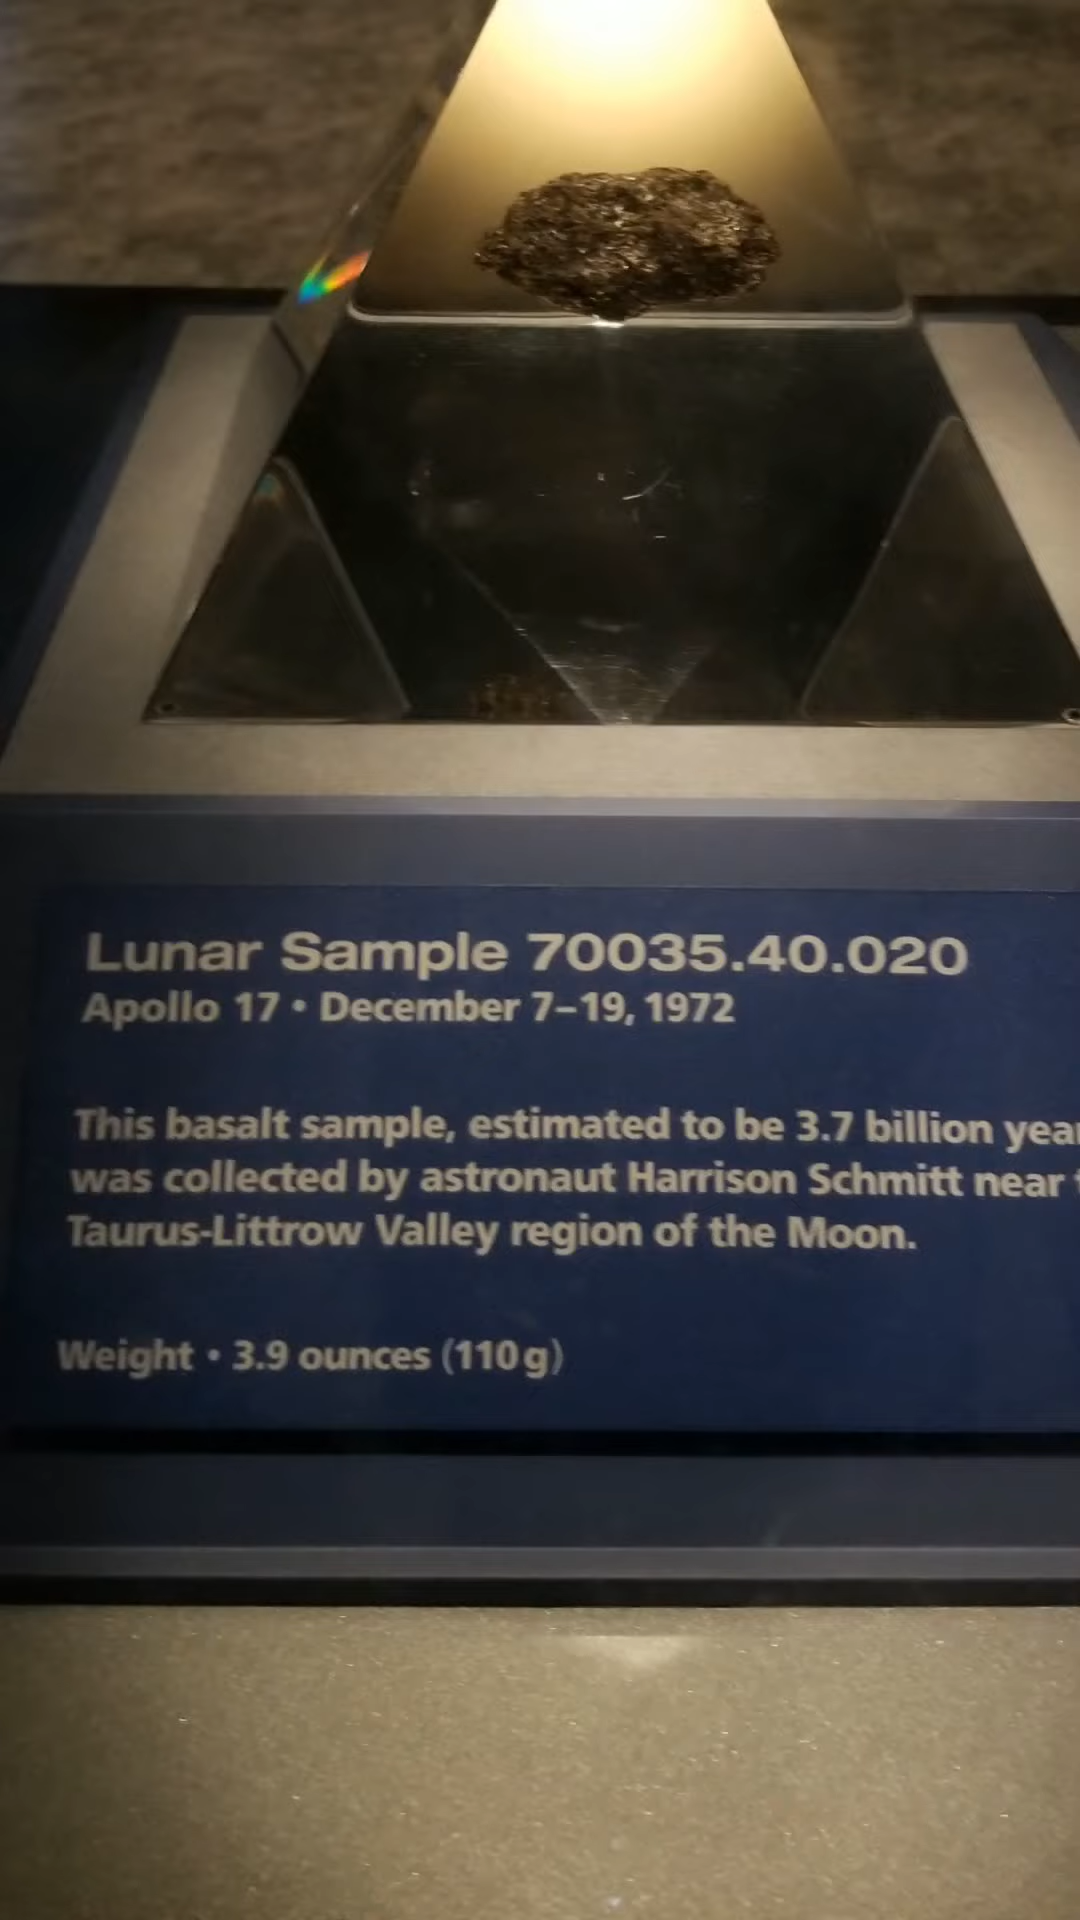 Lunar Sample 70035.40.020
Apollo 17 • December 7–19, 1972
This basalt sample, estimated to be 3.7 billion
was collected by astronaut Harrison Schmitt near
Taurus-Littrow Valley region of the Moon.
Weight • 3.9 ounces (110 g)